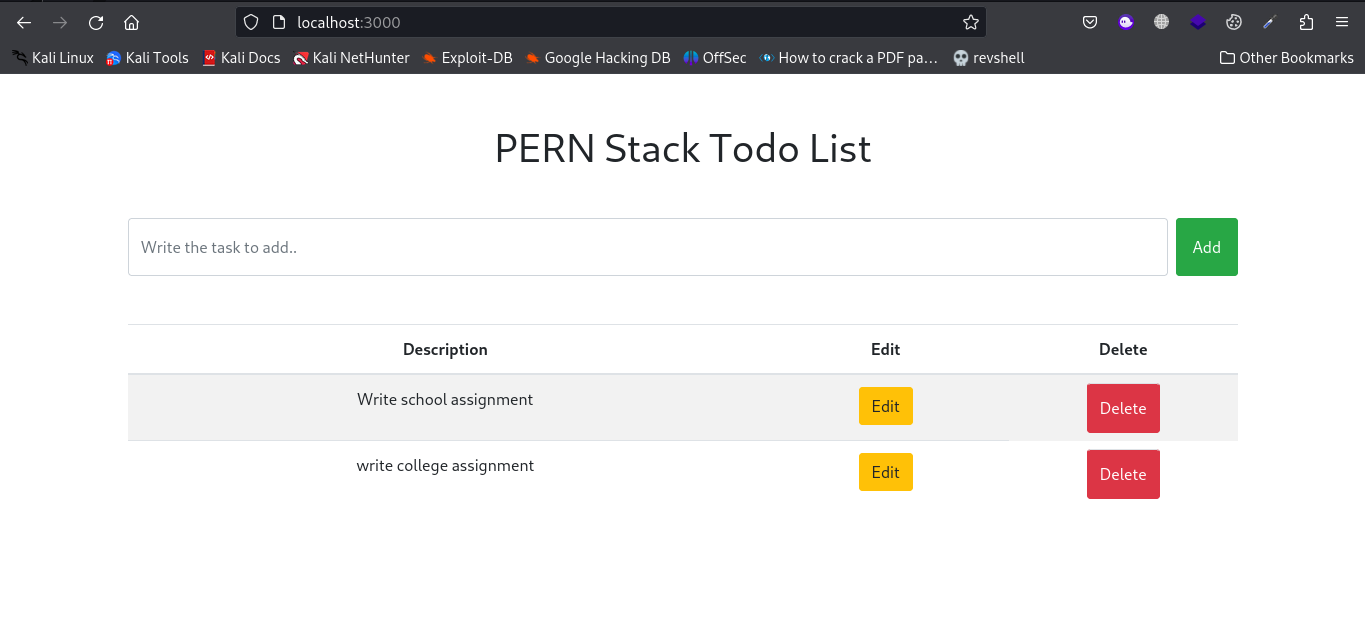 localhost:3000
Kali Linux Kali Tools Kali Docs Kali NetHunter Exploit-DB Google Hacking DB OffSec How to crack a PDF pa… revshell Other Bookmarks
PERN Stack Todo List
Write the task to add.. Add
Description Edit Delete
Write school assignment Edit Delete
write college assignment Edit Delete